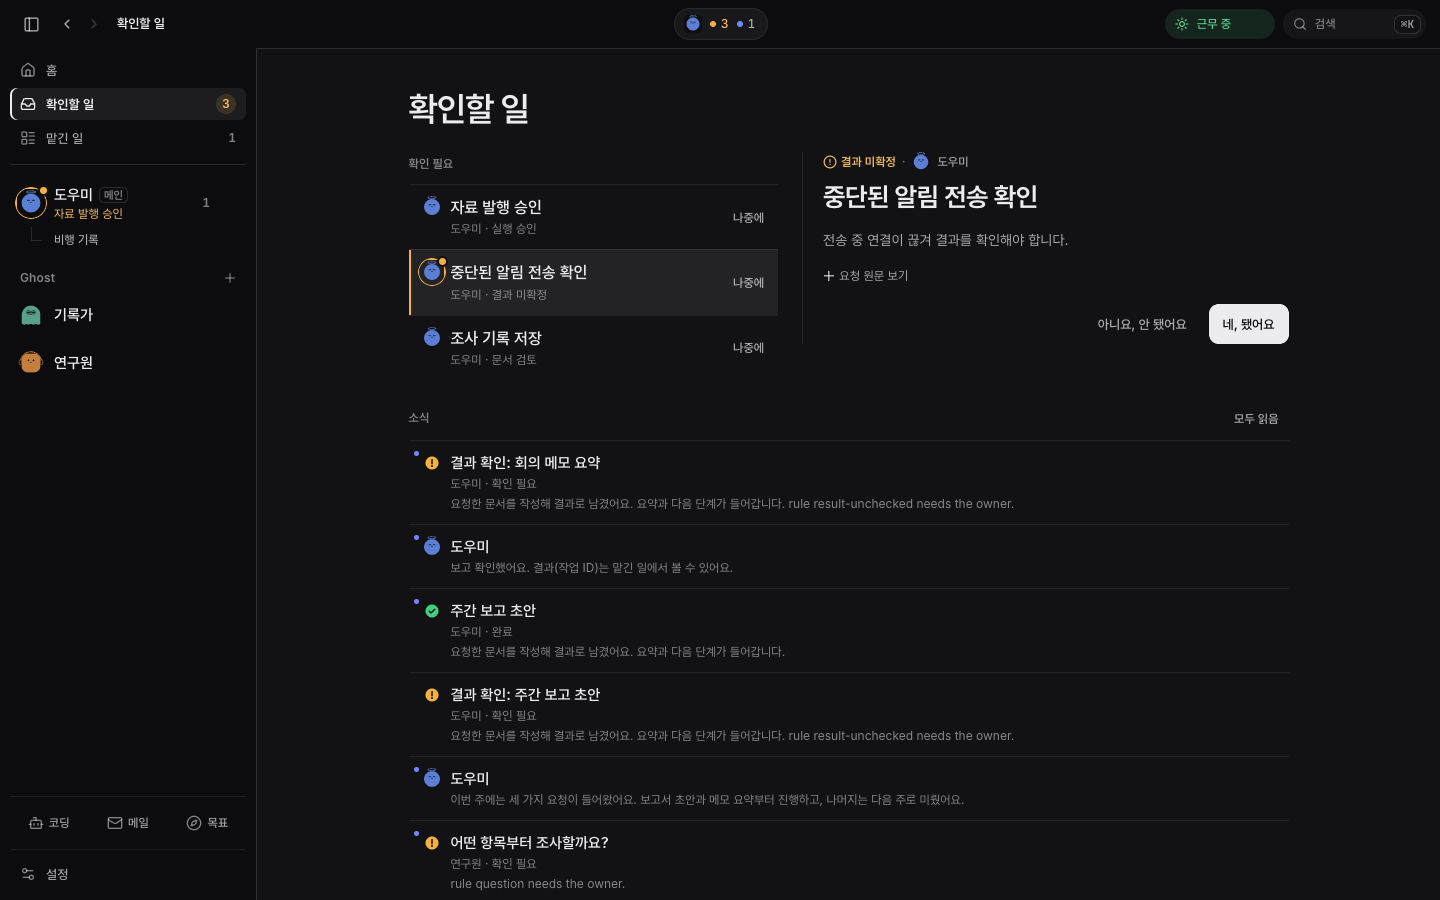 확인할 일
3
1
근무 중
검색
⌘K
홈
확인할 일
3
맡긴 일
1
도우미
메인
자료 발행 승인
1
비행 기록
Ghost
기록가
연구원
코딩
메일
목표
설정
확인할 일
확인 필요
자료 발행 승인
도우미 · 실행 승인
나중에
중단된 알림 전송 확인
도우미 · 결과 미확정
나중에
조사 기록 저장
도우미 · 문서 검토
나중에
결과 미확정 · 도우미
중단된 알림 전송 확인
전송 중 연결이 끊겨 결과를 확인해야 합니다.
요청 원문 보기
아니요, 안 됐어요
네, 됐어요
소식
모두 읽음
결과 확인: 회의 메모 요약
도우미 · 확인 필요
요청한 문서를 작성해 결과로 남겼어요. 요약과 다음 단계가 들어갑니다. rule result-unchecked needs the owner.
도우미
보고 확인했어요. 결과(작업 ID)는 맡긴 일에서 볼 수 있어요.
주간 보고 초안
도우미 · 완료
요청한 문서를 작성해 결과로 남겼어요. 요약과 다음 단계가 들어갑니다.
결과 확인: 주간 보고 초안
도우미 · 확인 필요
요청한 문서를 작성해 결과로 남겼어요. 요약과 다음 단계가 들어갑니다. rule result-unchecked needs the owner.
도우미
이번 주에는 세 가지 요청이 들어왔어요. 보고서 초안과 메모 요약부터 진행하고, 나머지는 다음 주로 미뤘어요.
어떤 항목부터 조사할까요?
연구원 · 확인 필요
rule question needs the owner.